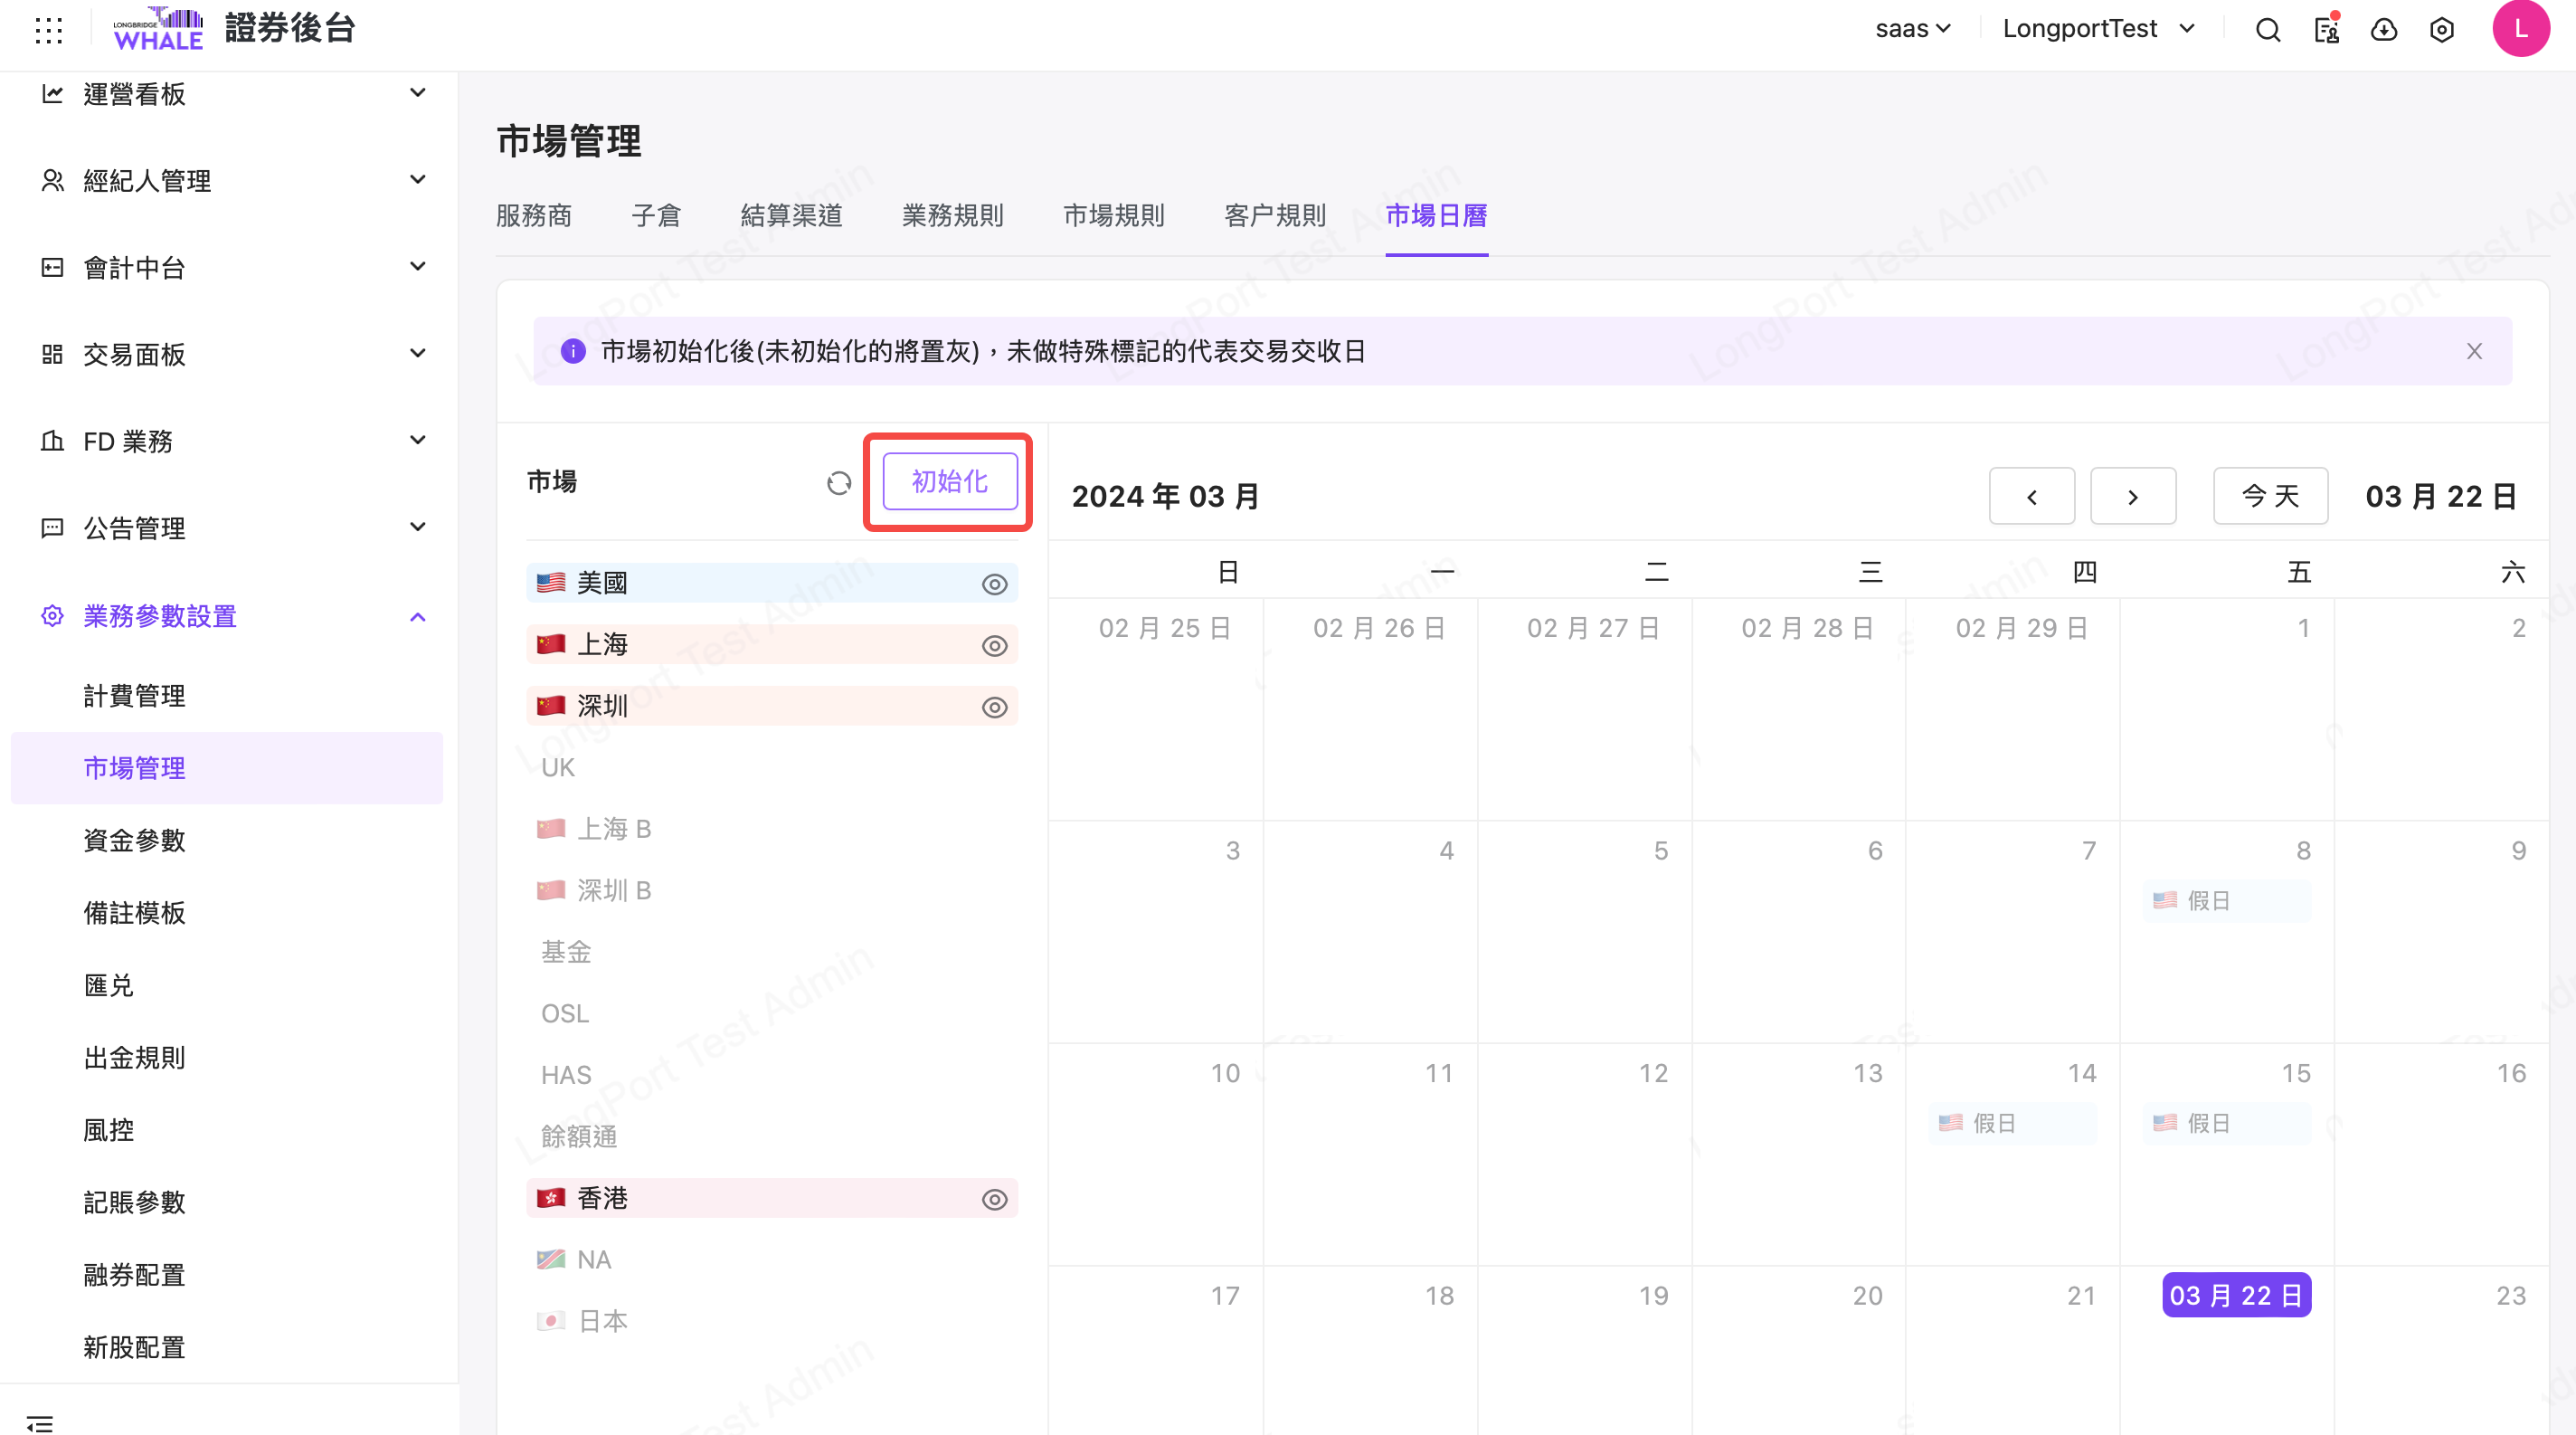 LONGBRIDGE
WHALE
證券後台
saas
LongportTest
L
運營看板
經紀人管理
會計中台
交易面板
FD 業務
公告管理
業務參數設置
計費管理
市場管理
資金參數
備註模板
匯兑
出金規則
風控
記賬參數
融券配置
新股配置
市場管理
服務商 子倉 結算渠道 業務規則 市場規則 客户規則 市場日曆
市場初始化後(未初始化的將置灰)，未做特殊標記的代表交易交收日
市場
初始化
美國
上海
深圳
UK
上海 B
深圳 B
基金
OSL
HAS
餘額通
香港
NA
日本
2024 年 03 月
今 天
03 月 22 日
日 一 二 三 四 五 六
02 月 25 日 02 月 26 日 02 月 27 日 02 月 28 日 02 月 29 日 1 2
3 4 5 6 7 8 9
假日
10 11 12 13 14 15 16
假日 假日
17 18 19 20 21 03 月 22 日 23
LongPort Test Admin